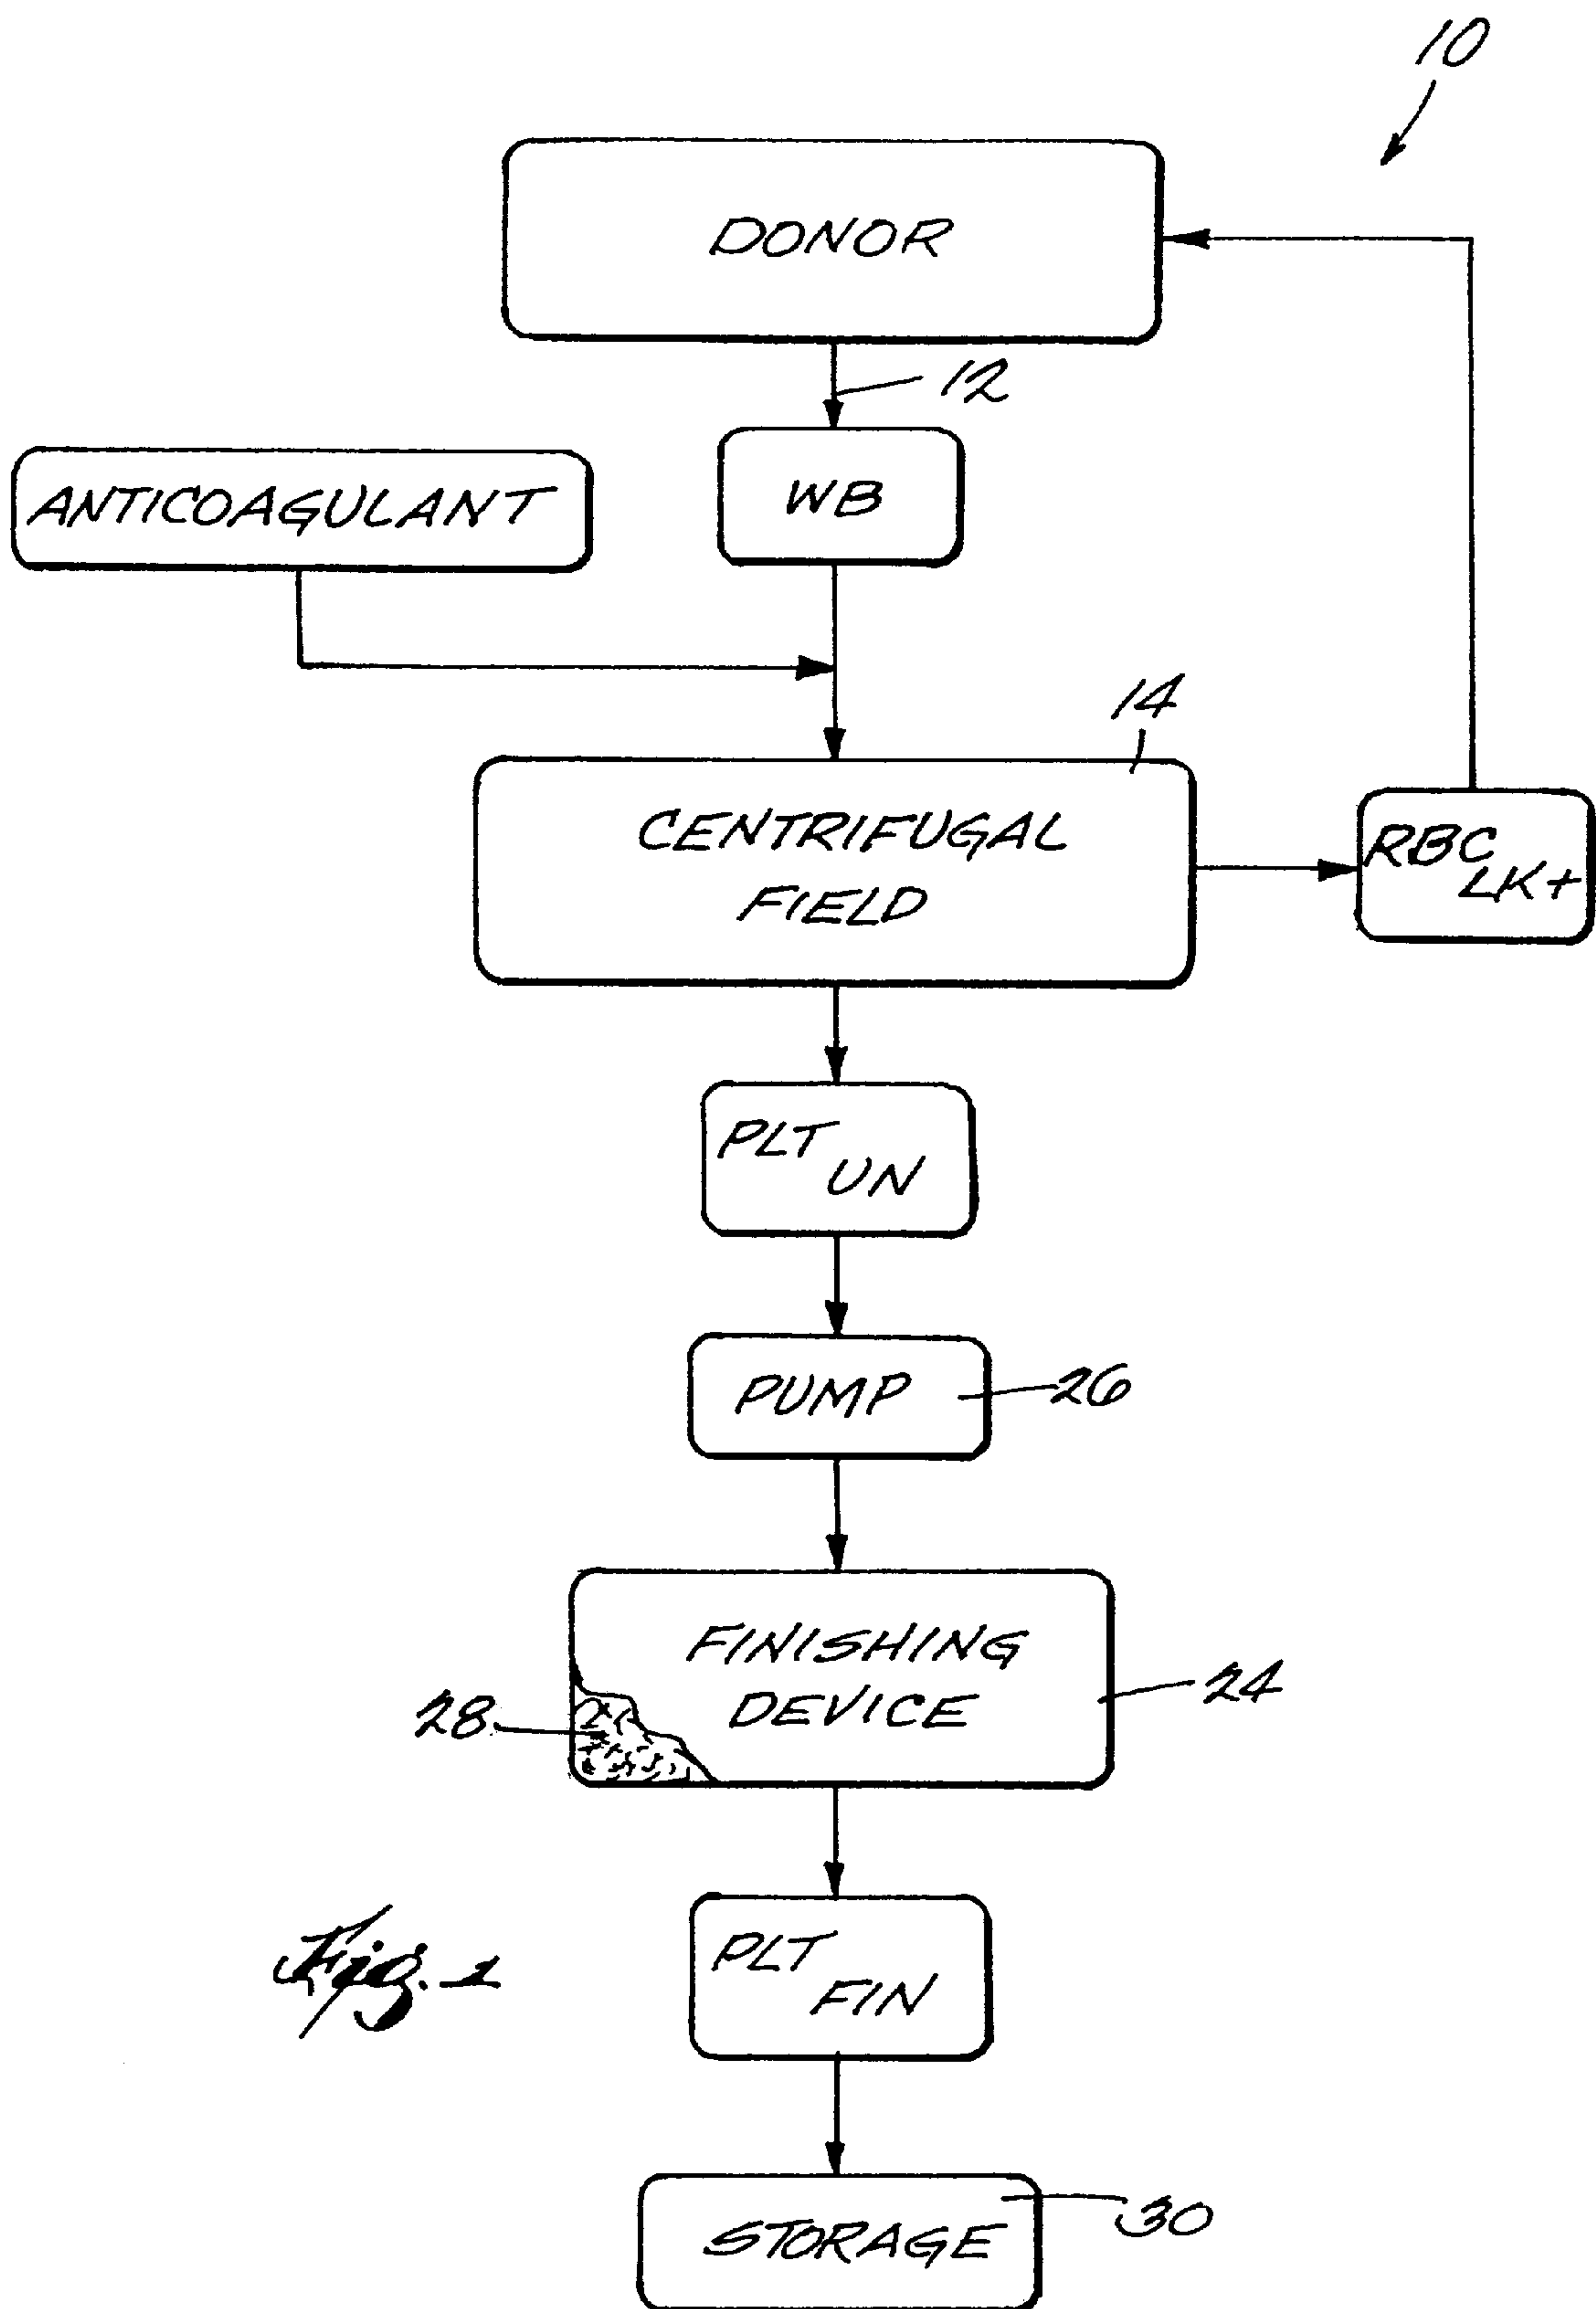 10
DONOR
12
ANTICOAGULANT
WB
14
CENTRIFUGAL
FIELD
RBC
LK+
PLT
UN
PUMP
26
FINISHING
DEVICE
24
28
PLT
FIN
Fig. 1
STORAGE
30